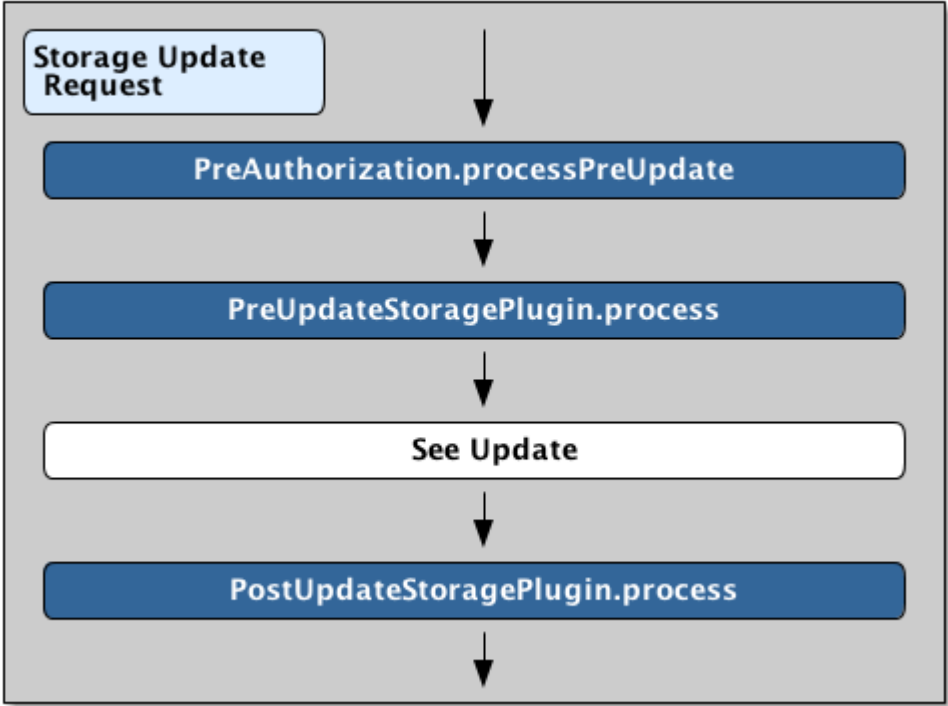 Storage Update
Request
PreAuthorization.processPreUpdate
PreUpdateStoragePlugin.process
See Update
PostUpdateStoragePlugin.process